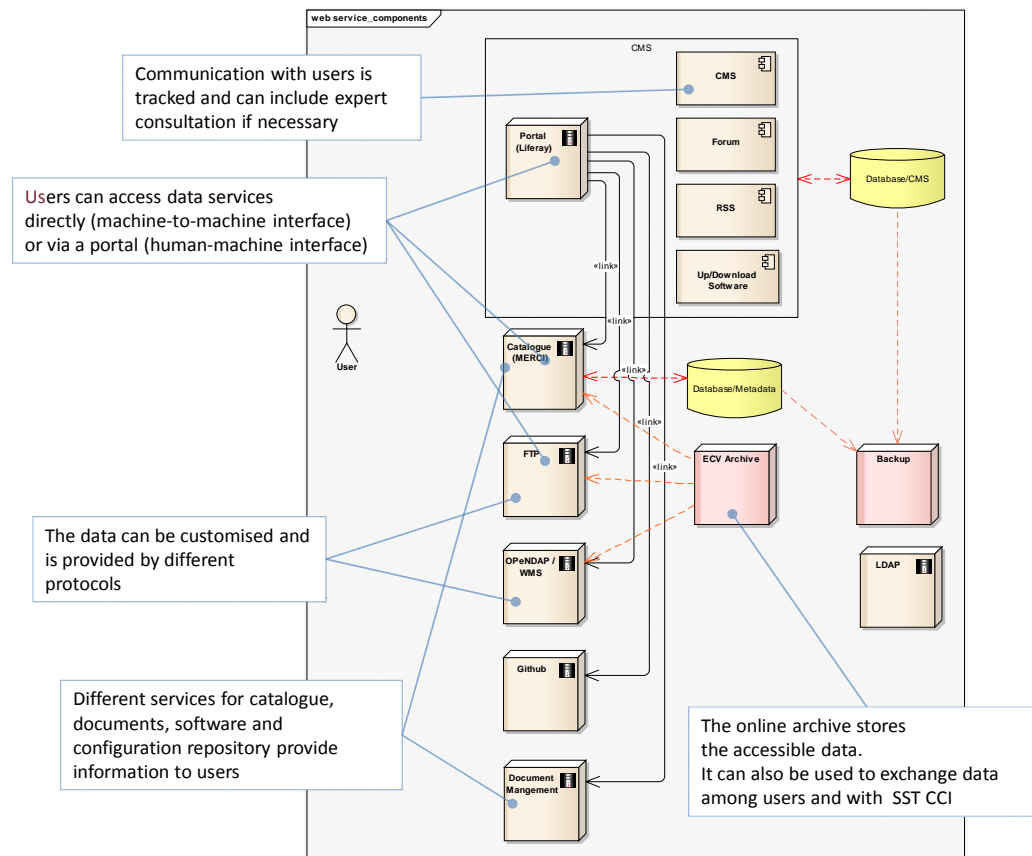 web service_components
CMS
Communication with users is
tracked and can include expert
consultation if necessary
CMS
Portal
(Liferay)
Forum
Database/CMS
Users can access data services
directly (machine-to-machine interface)
or via a portal (human-machine interface)
RSS
«link»
Up/Download
Software
«link»
User
Catalogue
(MERCI)
«link»
Database/Metadata
«link»
FTP
ECV Archive
Backup
«link»
The data can be customised and
is provided by different
protocols
OPeNDAP /
WMS
LDAP
Github
Different services for catalogue,
documents, software and
configuration repository provide
information to users
The online archive stores
the accessible data.
It can also be used to exchange data
among users and with SST CCI
Document
Mangement